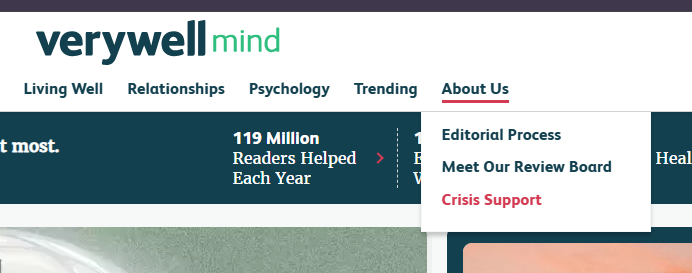 verywell mind
Living Well Relationships Psychology Trending About Us
Editorial Process
Meet Our Review Board
Crisis Support
t most.
119 Million
Readers Helped
Each Year
Heal